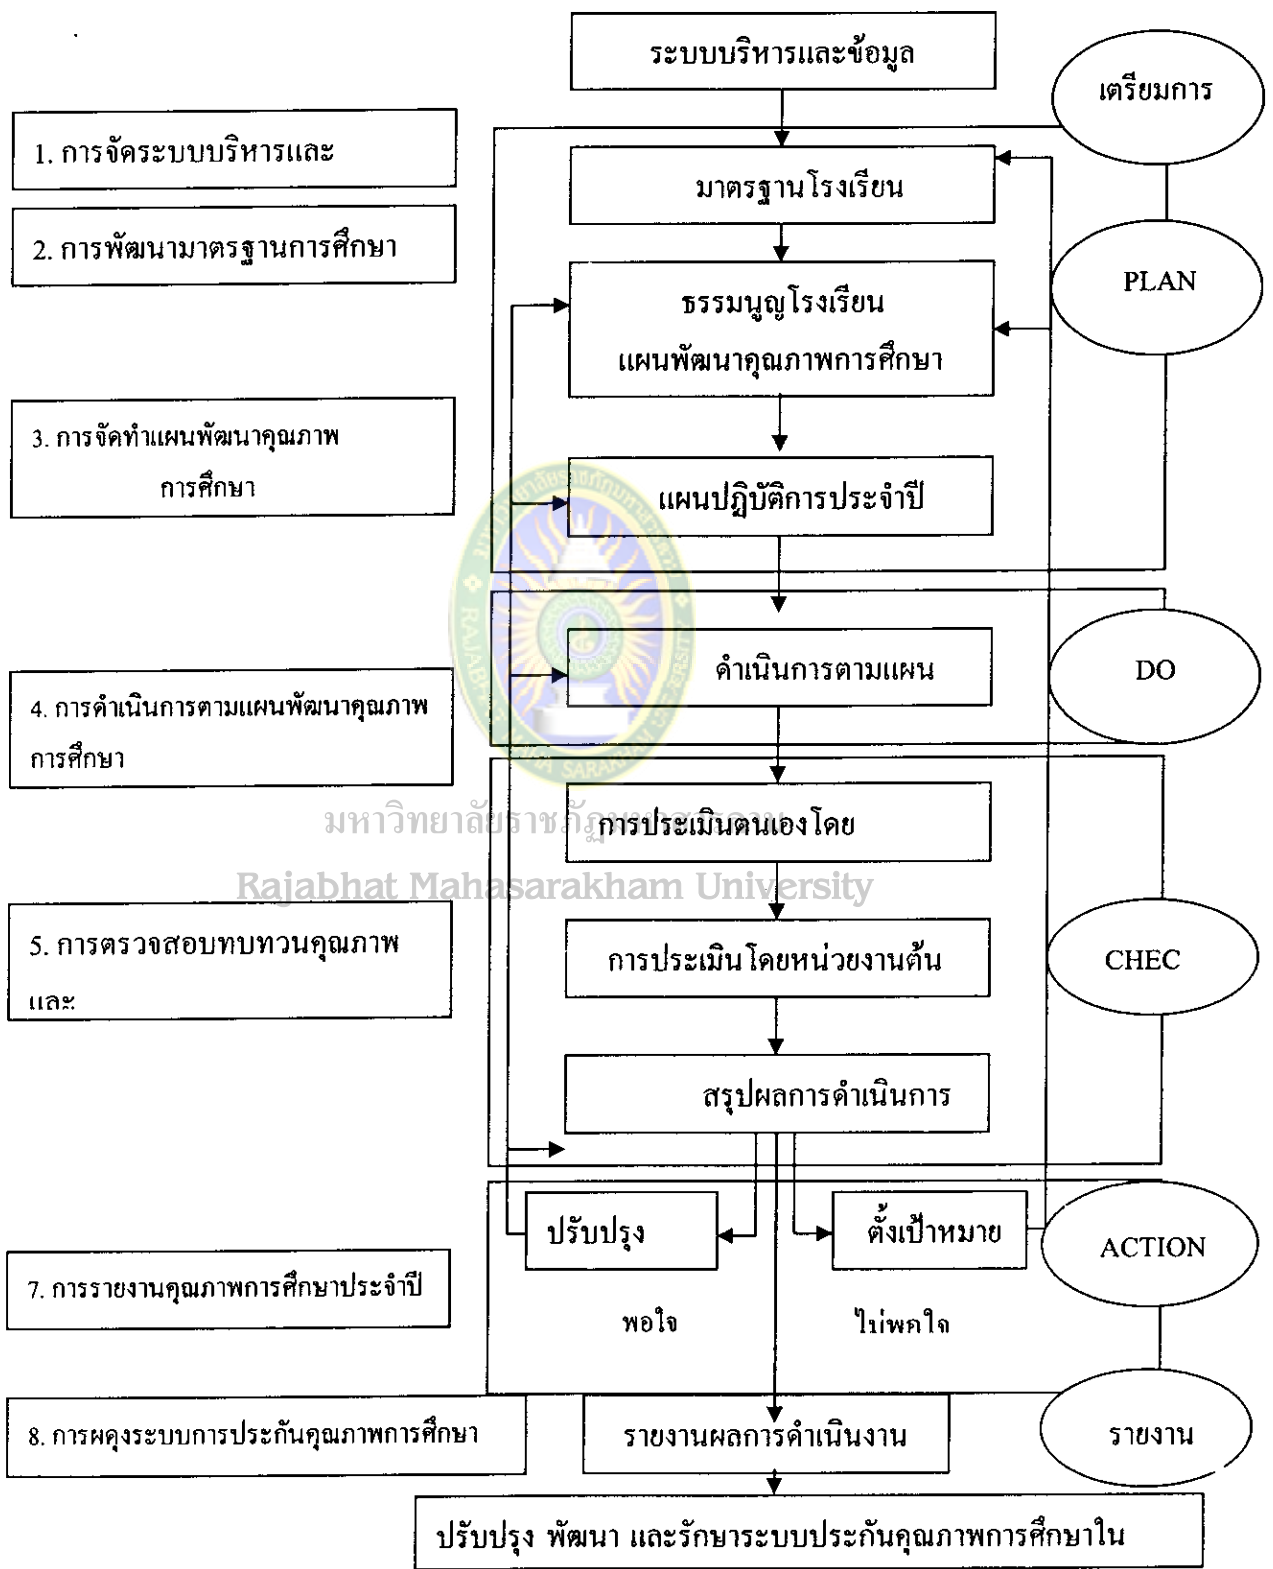 ระบบบริหารและข้อมูล
เตรียมการ
1. การจัดระบบบริหารและ
มาตรฐานโรงเรียน
2. การพัฒนามาตรฐานการศึกษา
PLAN
ธรรมนูญโรงเรียน
แผนพัฒนาคุณภาพการศึกษา
3. การจัดทำแผนพัฒนาคุณภาพ
การศึกษา
แผนปฏิบัติการประจำปี
ดำเนินการตามแผน
DO
4. การดำเนินการตามแผนพัฒนาคุณภาพ
การศึกษา
RAJABHAT MAHA SARAKHAM UNIVERSITY
มหาวิทยาลัยราชภัฏมหาสารคาม
การประเมินตนเองโดย
Rajabhat Mahasarakham University
5. การตรวจสอบทบทวนคุณภาพ
และ
การประเมินโดยหน่วยงานต้น
CHEC
สรุปผลการดำเนินการ
ปรับปรุง
ตั้งเป้าหมาย
ACTION
7. การรายงานคุณภาพการศึกษาประจำปี
พอใจ
ไม่พอใจ
8. การผดุงระบบการประกันคุณภาพการศึกษา
รายงานผลการดำเนินงาน
รายงาน
ปรับปรุง พัฒนา และรักษาระบบประกันคุณภาพการศึกษาใน